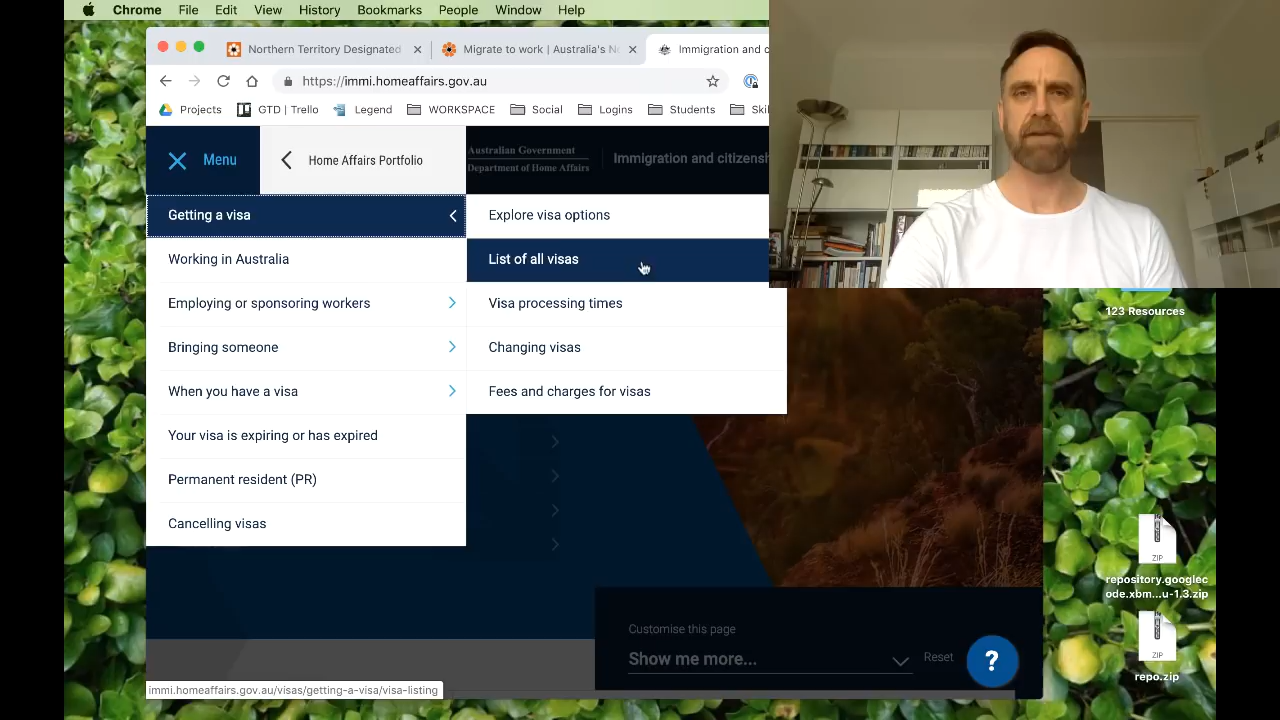 Chrome File Edit View History Bookmarks People Window Help
Northern Territory Designated
Migrate to work | Australia's No
Immigration and c
https://immi.homeaffairs.gov.au
Projects GTD | Trello Legend WORKSPACE Social Logins Students Skil
Menu
Home Affairs Portfolio
Australian Government
Department of Home Affairs
Immigration and citizensh
Getting a visa
Working in Australia
Employing or sponsoring workers
Bringing someone
When you have a visa
Your visa is expiring or has expired
Permanent resident (PR)
Cancelling visas
Explore visa options
List of all visas
Visa processing times
Changing visas
Fees and charges for visas
Customise this page
Show me more...
Reset
?
immi.homeaffairs.gov.au/visas/getting-a-visa/visa-listing
123 Resources
ZIP
repository.googlec
ode.xbm...u-1.3.zip
ZIP
repo.zip